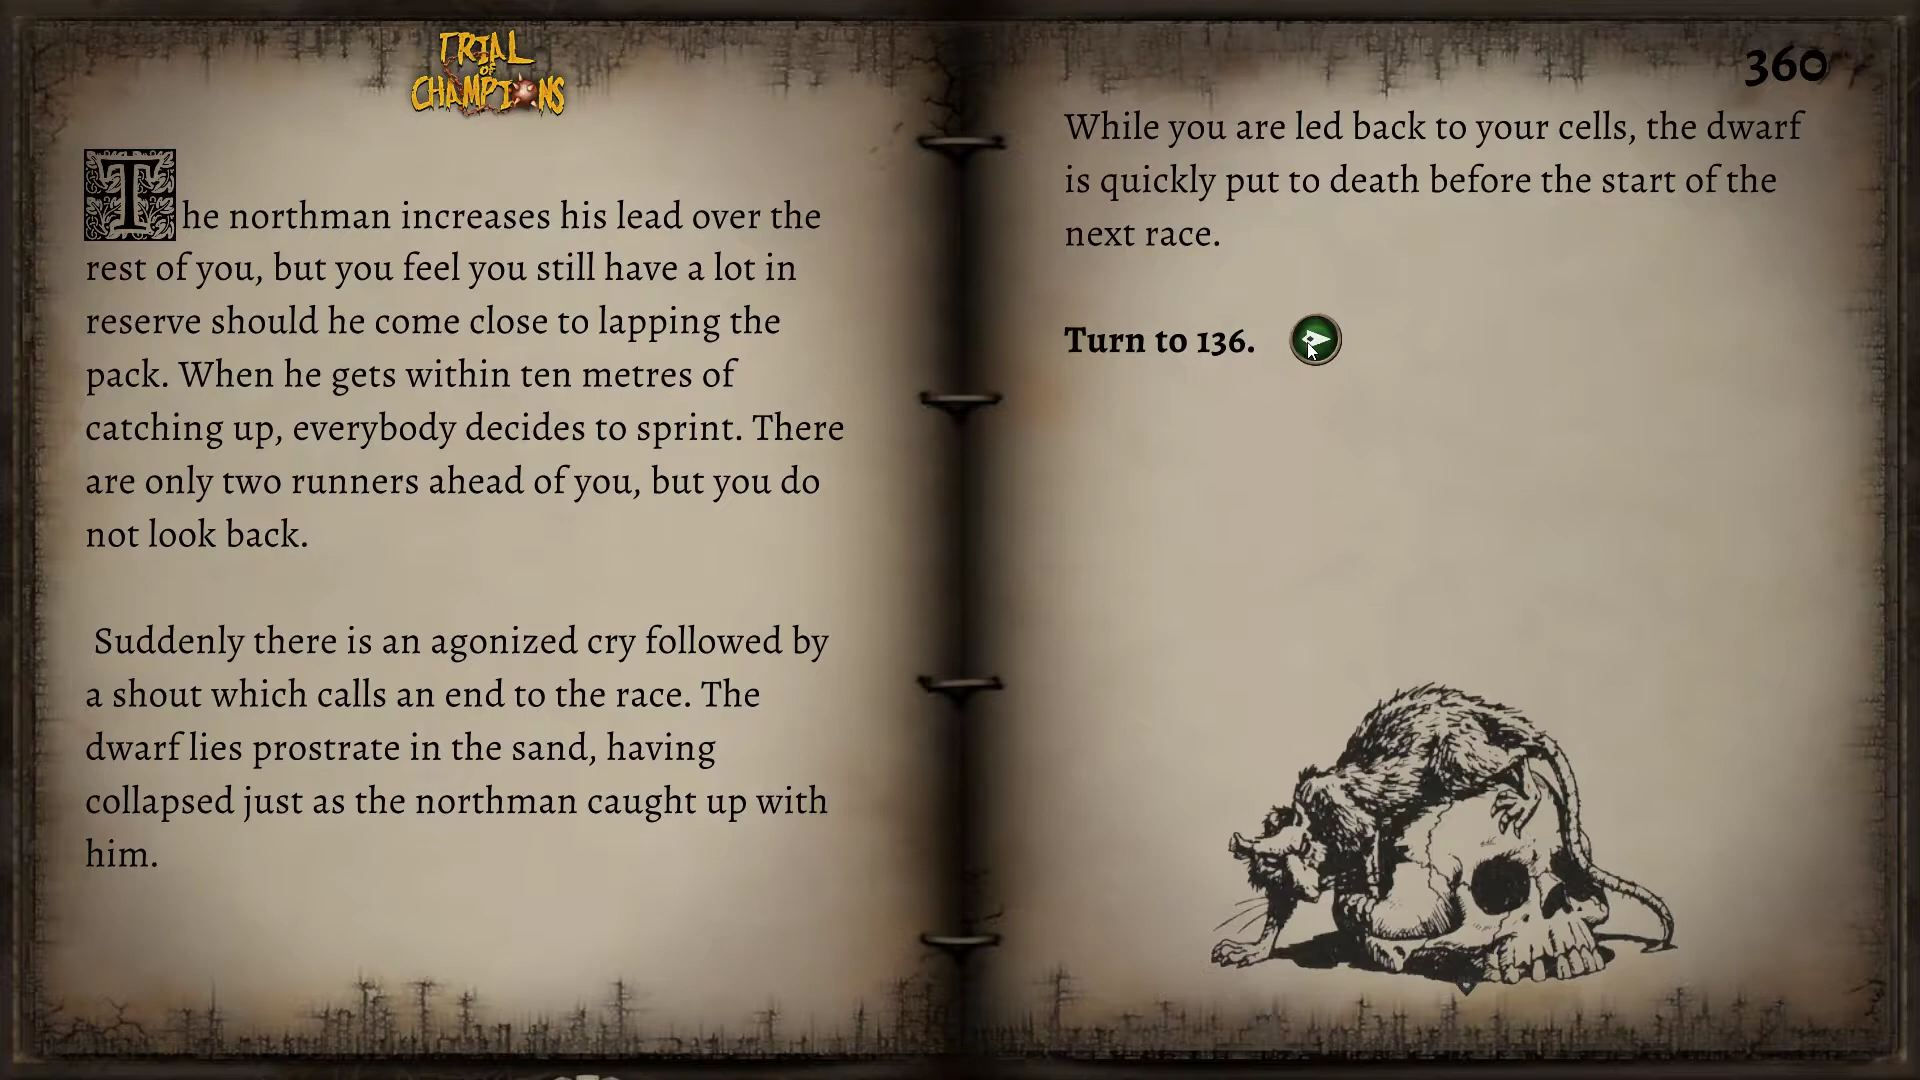 TRIAL
OF
CHAMPIONS
The northman increases his lead over the
rest of you, but you feel you still have a lot in
reserve should he come close to lapping the
pack. When he gets within ten metres of
catching up, everybody decides to sprint. There
are only two runners ahead of you, but you do
not look back.
Suddenly there is an agonized cry followed by
a shout which calls an end to the race. The
dwarf lies prostrate in the sand, having
collapsed just as the northman caught up with
him.
360
While you are led back to your cells, the dwarf
is quickly put to death before the start of the
next race.
Turn to 136.